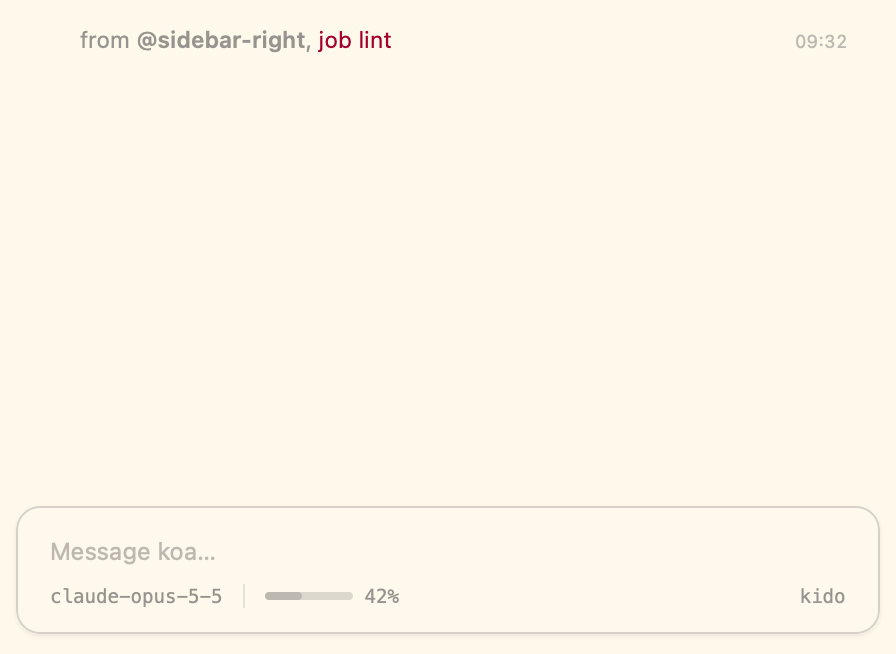 from @sidebar-right, job lint
09:32
Message koa...
claude-opus-5-5
42%
kido